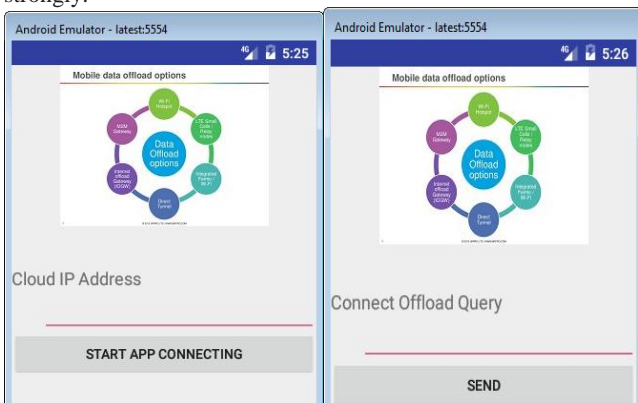 strongly.
Android Emulator - latest:5554
4G 5:25
Mobile data offload options
Wi-Fi Hotspot
LTE Small Cells / Relay nodes
Integrated Femto / Wi-Fi
Direct Tunnel
Internet offload Gateway (IOGW)
M2M Gateway
Data Offload options
Cloud IP Address
START APP CONNECTING
Android Emulator - latest:5554
4G 5:26
Mobile data offload options
Wi-Fi Hotspot
LTE Small Cells / Relay nodes
Integrated Femto / Wi-Fi
Direct Tunnel
Internet offload Gateway (IOGW)
M2M Gateway
Data Offload options
Connect Offload Query
SEND